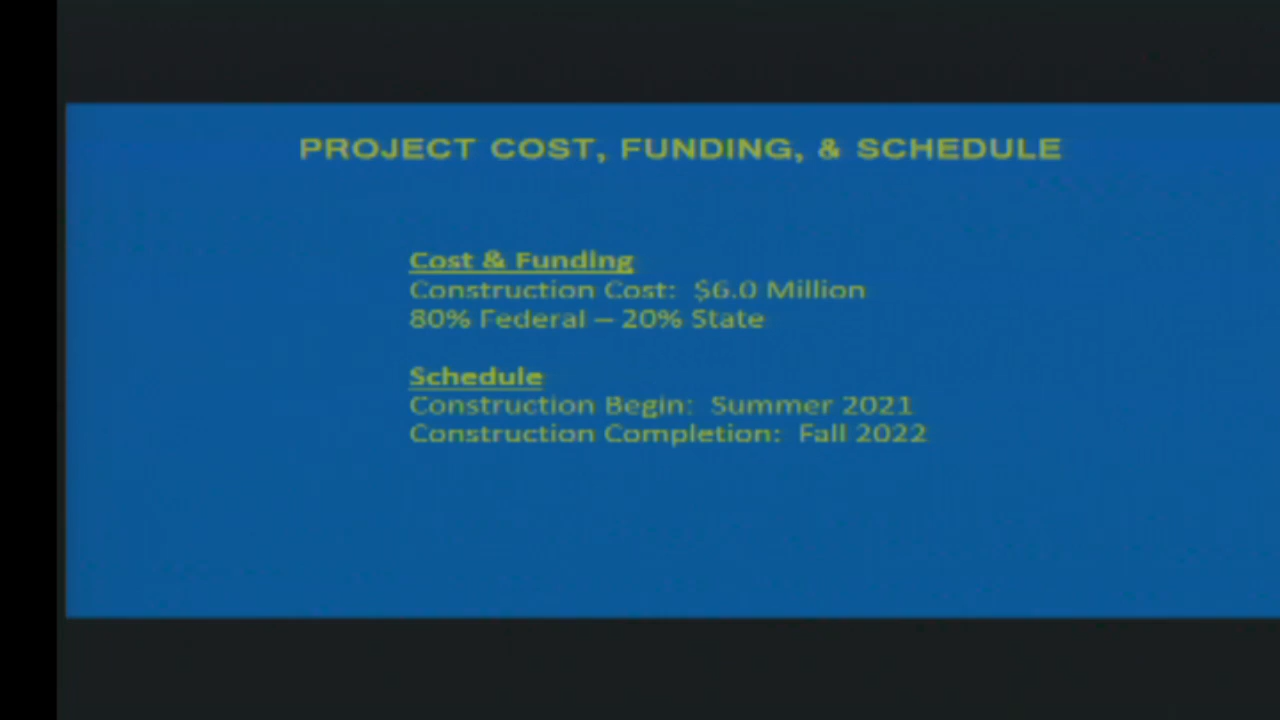 PROJECT COST, FUNDING, & SCHEDULE
Cost & Funding
Construction Cost: $6.0 Million
80% Federal – 20% State
Schedule
Construction Begin: Summer 2021
Construction Completion: Fall 2022